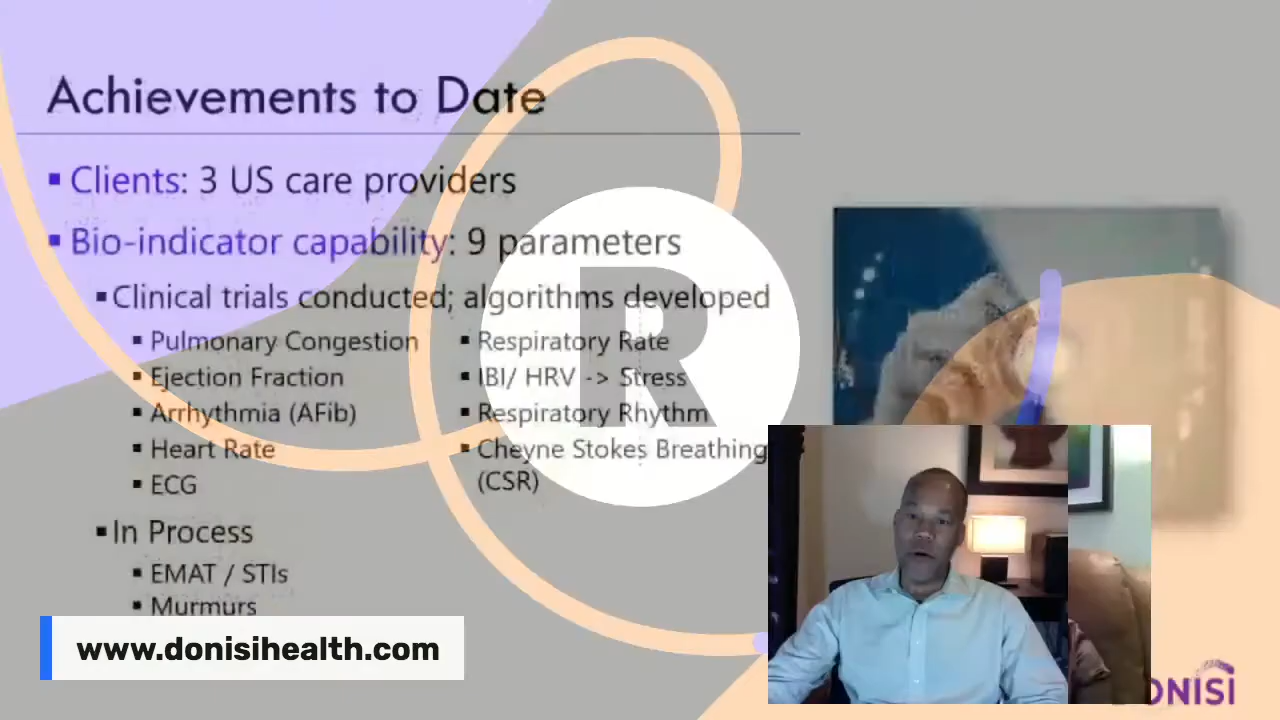 Achievements to Date
▪ Clients: 3 US care providers
▪ Bio-indicator capability: 9 parameters
▪ Clinical trials conducted; algorithms developed
▪ Pulmonary Congestion
▪ Ejection Fraction
▪ Arrhythmia (AFib)
▪ Heart Rate
▪ ECG
▪ Respiratory Rate
▪ IBI/ HRV -> Stress
▪ Respiratory Rhythm
▪ Cheyne Stokes Breathing
(CSR)
▪ In Process
▪ EMAT / STIs
▪ Murmurs
R
www.donisihealth.com